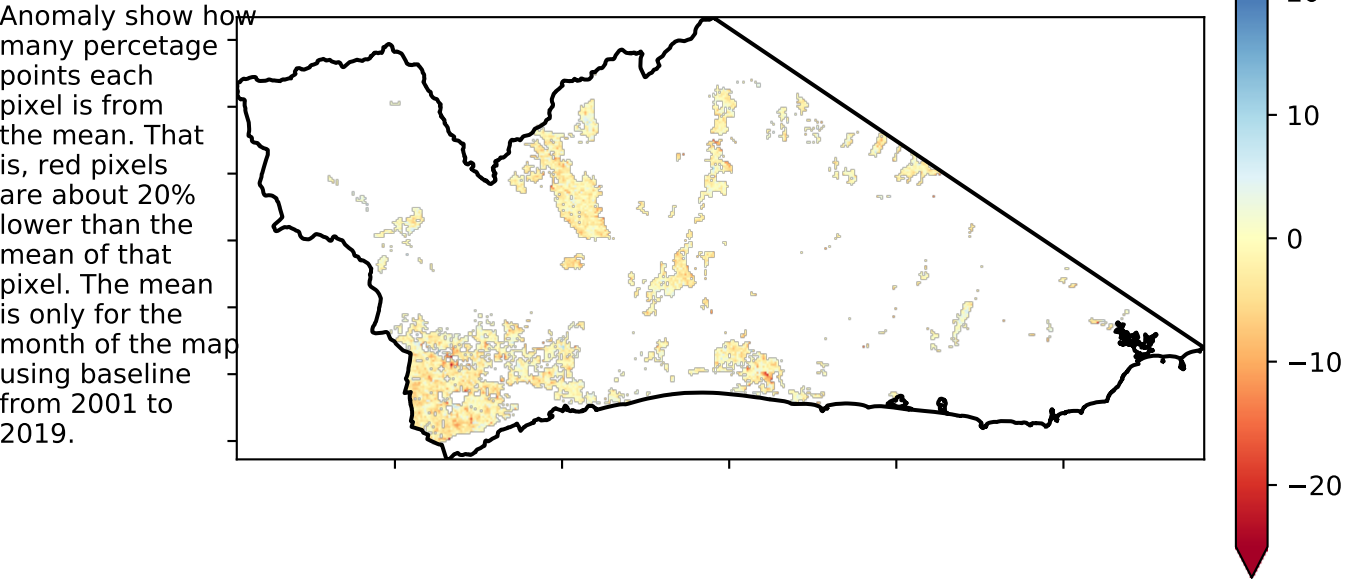 Anomaly show how
many percetage
points each
pixel is from
the mean. That
is, red pixels
are about 20%
lower than the
mean of that
pixel. The mean
is only for the
month of the map
using baseline
from 2001 to
2019.
10
0
−10
−20